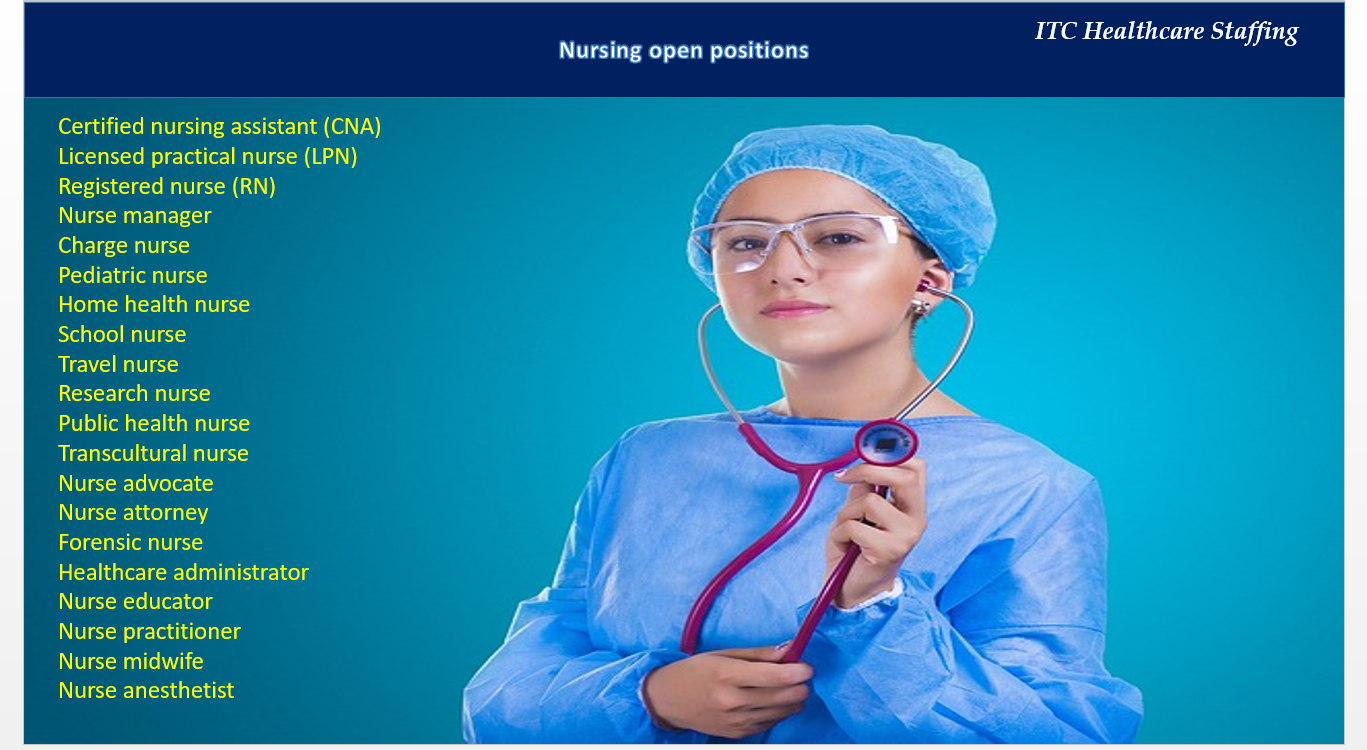 ITC Healthcare Staffing
Nursing open positions
Certified nursing assistant (CNA)
Licensed practical nurse (LPN)
Registered nurse (RN)
Nurse manager
Charge nurse
Pediatric nurse
Home health nurse
School nurse
Travel nurse
Research nurse
Public health nurse
Transcultural nurse
Nurse advocate
Nurse attorney
Forensic nurse
Healthcare administrator
Nurse educator
Nurse practitioner
Nurse midwife
Nurse anesthetist